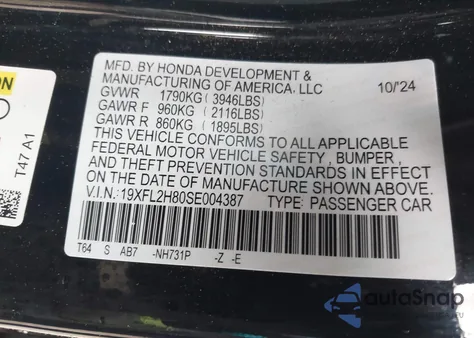 MFD. BY HONDA DEVELOPMENT &
MANUFACTURING OF AMERICA, LLC 10/'24
GVWR 1790KG ( 3946LBS)
GAWR F 960KG ( 2116LBS)
GAWR R 860KG ( 1895LBS)
THIS VEHICLE CONFORMS TO ALL APPLICABLE
FEDERAL MOTOR VEHICLE SAFETY , BUMPER ,
AND THEFT PREVENTION STANDARDS IN EFFECT
ON THE DATE OF MANUFACTURE SHOWN ABOVE.
V.I.N.: 19XFL2H80SE004387 TYPE: PASSENGER CAR
T64 S AB7 -NH731P -Z -E
T47 A1
autoSnap